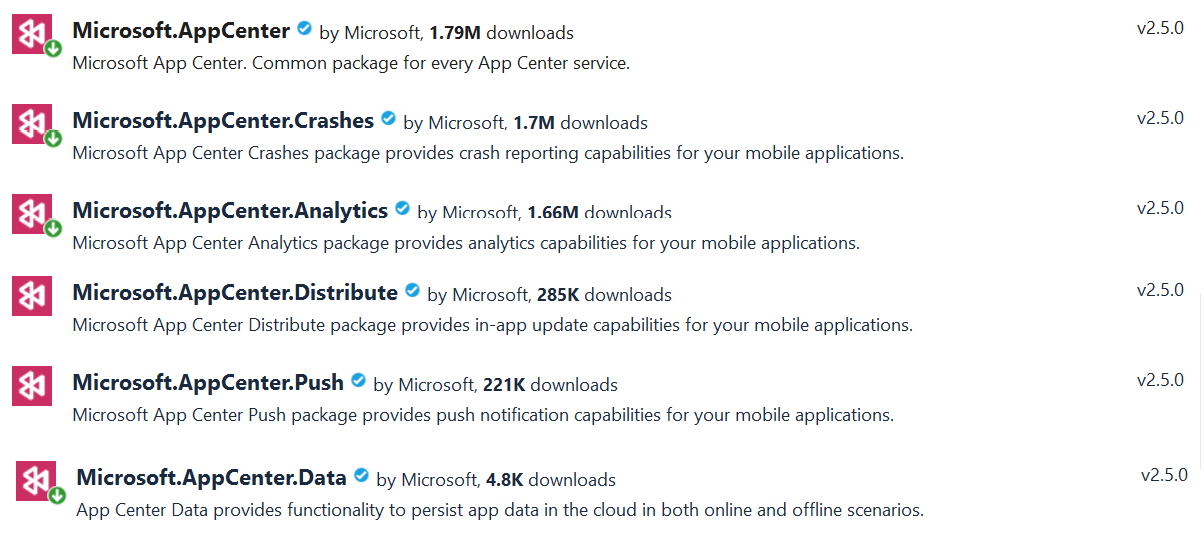 Microsoft.AppCenter by Microsoft, 1.79M downloads v2.5.0
Microsoft App Center. Common package for every App Center service.
Microsoft.AppCenter.Crashes by Microsoft, 1.7M downloads v2.5.0
Microsoft App Center Crashes package provides crash reporting capabilities for your mobile applications.
Microsoft.AppCenter.Analytics by Microsoft, 1.66M downloads v2.5.0
Microsoft App Center Analytics package provides analytics capabilities for your mobile applications.
Microsoft.AppCenter.Distribute by Microsoft, 285K downloads v2.5.0
Microsoft App Center Distribute package provides in-app update capabilities for your mobile applications.
Microsoft.AppCenter.Push by Microsoft, 221K downloads v2.5.0
Microsoft App Center Push package provides push notification capabilities for your mobile applications.
Microsoft.AppCenter.Data by Microsoft, 4.8K downloads v2.5.0
App Center Data provides functionality to persist app data in the cloud in both online and offline scenarios.